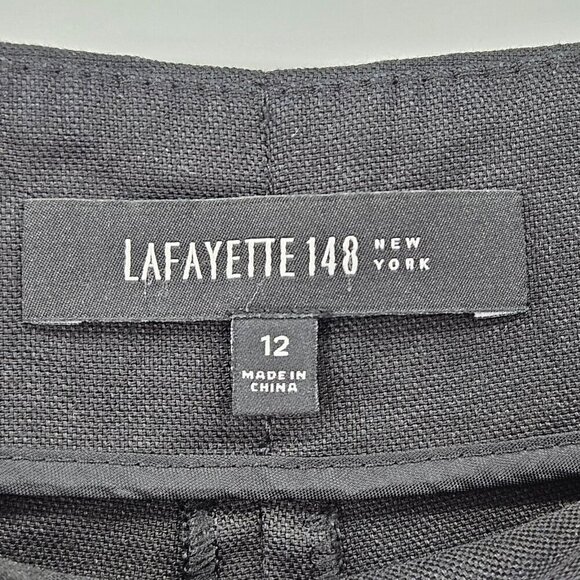 LAFAYETTE 148 NEW YORK
12
MADE IN
CHINA